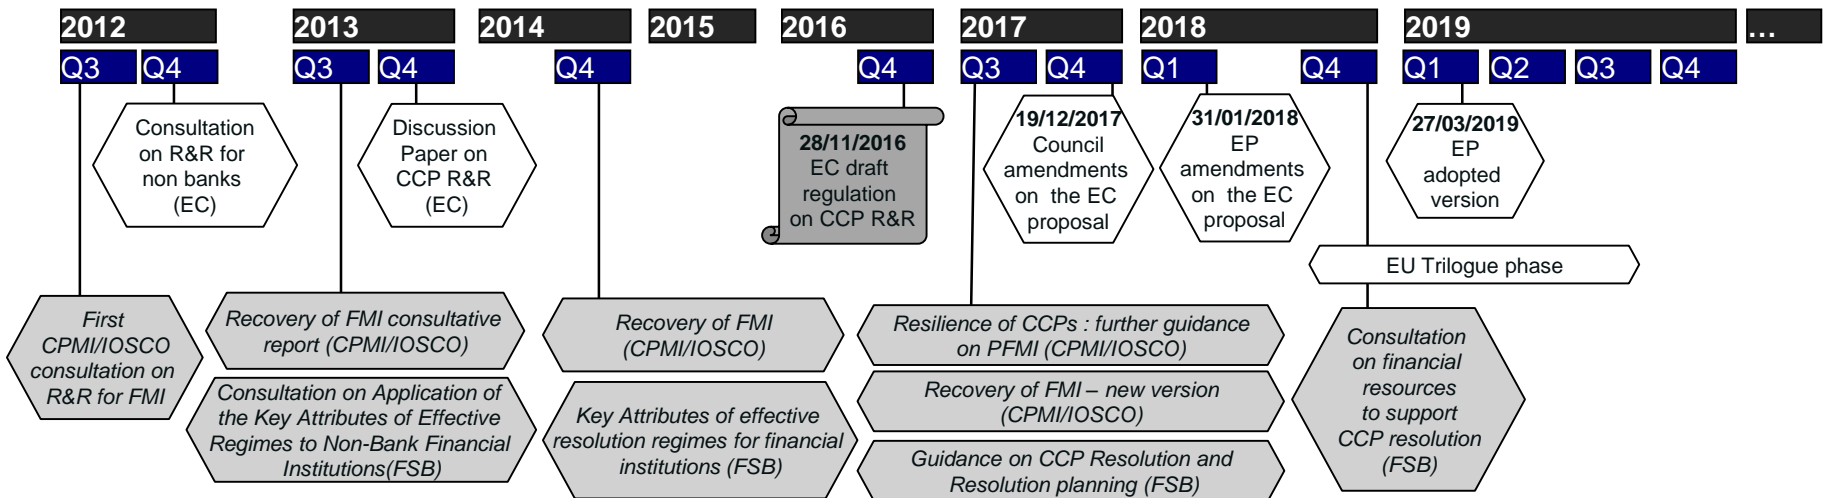 2012 2013 2014 2015 2016 2017 2018 2019 ...
Q3 Q4 Q3 Q4 Q4 Q4 Q3 Q4 Q1 Q4 Q1 Q2 Q3 Q4
Consultation
on R&R for
non banks
(EC)
Discussion
Paper on
CCP R&R
(EC)
28/11/2016
EC draft
regulation
on CCP R&R
19/12/2017
Council
amendments
on the EC
proposal
31/01/2018
EP
amendments
on the EC
proposal
27/03/2019
EP
adopted
version
EU Trilogue phase
First
CPMI/IOSCO
consultation on
R&R for FMI
Recovery of FMI consultative
report (CPMI/IOSCO)
Consultation on Application of
the Key Attributes of Effective
Regimes to Non-Bank Financial
Institutions(FSB)
Recovery of FMI
(CPMI/IOSCO)
Key Attributes of effective
resolution regimes for financial
institutions (FSB)
Resilience of CCPs : further guidance
on PFMI (CPMI/IOSCO)
Recovery of FMI – new version
(CPMI/IOSCO)
Guidance on CCP Resolution and
Resolution planning (FSB)
Consultation
on financial
resources
to support
CCP resolution
(FSB)